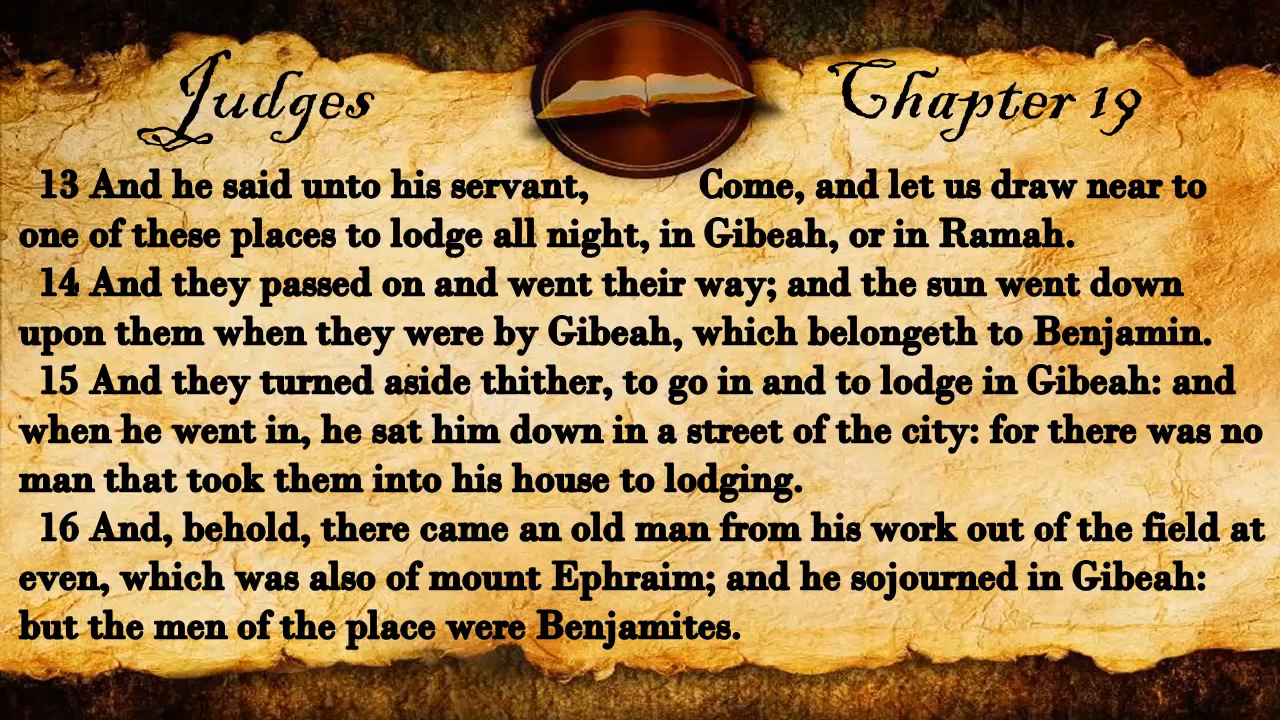 Judges Chapter 19
13 And he said unto his servant, Come, and let us draw near to
one of these places to lodge all night, in Gibeah, or in Ramah.
14 And they passed on and went their way; and the sun went down
upon them when they were by Gibeah, which belongeth to Benjamin.
15 And they turned aside thither, to go in and to lodge in Gibeah: and
when he went in, he sat him down in a street of the city: for there was no
man that took them into his house to lodging.
16 And, behold, there came an old man from his work out of the field at
even, which was also of mount Ephraim; and he sojourned in Gibeah:
but the men of the place were Benjamites.